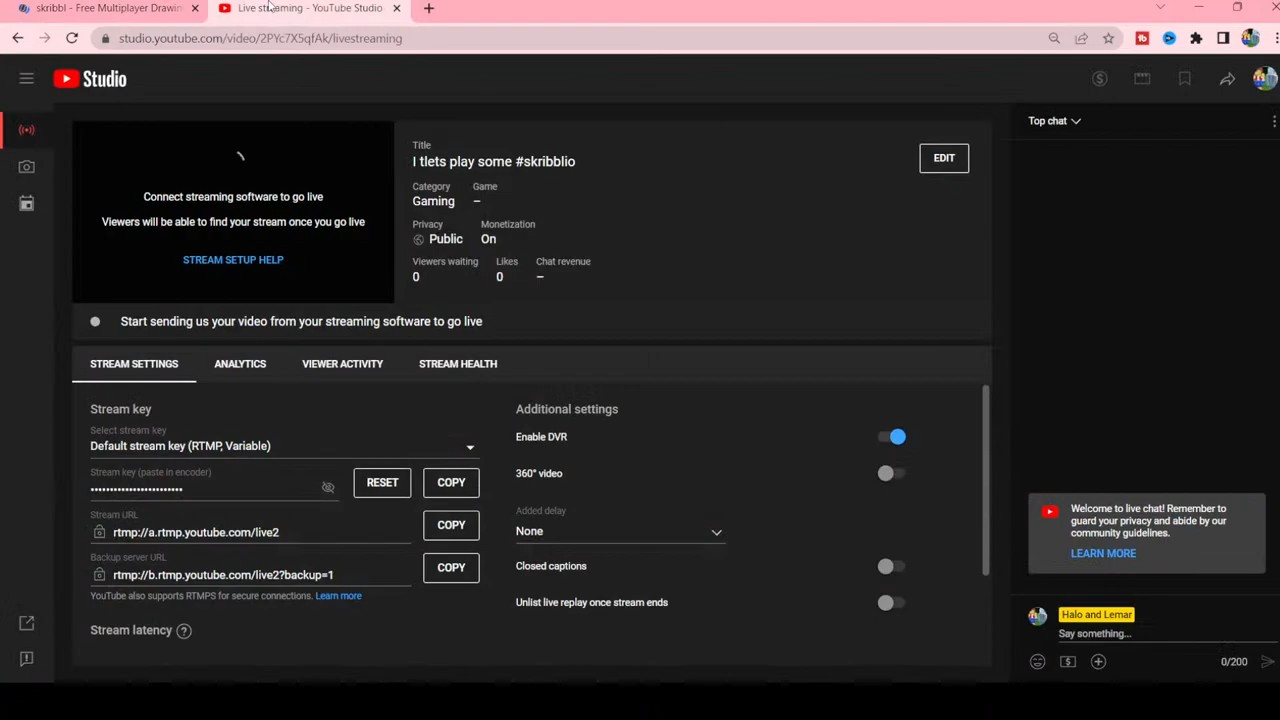 skribbl - Free Multiplayer Drawin
Live streaming - YouTube Studio
studio.youtube.com/video/2PYc7X5qfAk/livestreaming
Studio
Top chat
Connect streaming software to go live
Viewers will be able to find your stream once you go live
STREAM SETUP HELP
Title
I tlets play some #skribblio
EDIT
Category Game
Gaming –
Privacy Monetization
Public On
Viewers waiting Likes Chat revenue
0 0 –
Start sending us your video from your streaming software to go live
STREAM SETTINGS ANALYTICS VIEWER ACTIVITY STREAM HEALTH
Stream key
Select stream key
Default stream key (RTMP, Variable)
Stream key (paste in encoder)
••••••••••••••••••••••••
RESET COPY
Stream URL
rtmp://a.rtmp.youtube.com/live2
COPY
Backup server URL
rtmp://b.rtmp.youtube.com/live2?backup=1
COPY
YouTube also supports RTMPS for secure connections. Learn more
Stream latency ?
Additional settings
Enable DVR
360° video
Added delay
None
Closed captions
Unlist live replay once stream ends
Welcome to live chat! Remember to
guard your privacy and abide by our
community guidelines.
LEARN MORE
Halo and Lemar
Say something...
0/200